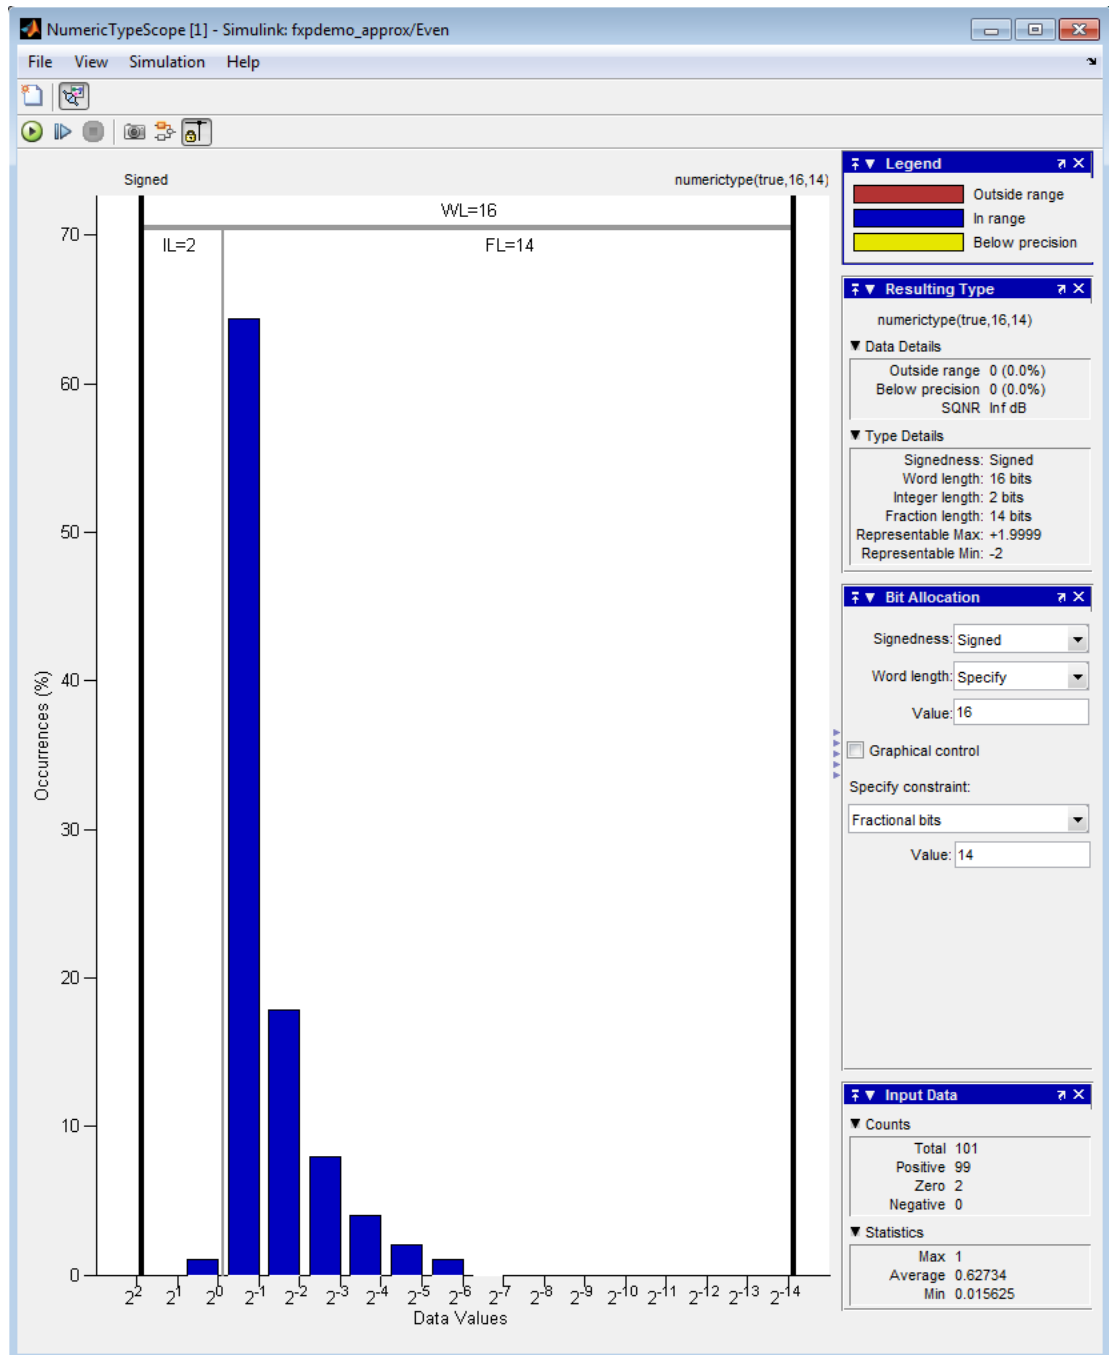 NumericTypeScope [1] - Simulink: fxpdemo_approx/Even
File View Simulation Help
Signed numerictype(true,16,14)
WL=16
IL=2 FL=14
70
60
50
40
30
20
10
0
Occurrences (%)
2^2 2^1 2^0 2^-1 2^-2 2^-3 2^-4 2^-5 2^-6 2^-7 2^-8 2^-9 2^-10 2^-11 2^-12 2^-13 2^-14
Data Values
Legend
Outside range
In range
Below precision
Resulting Type
numerictype(true,16,14)
Data Details
Outside range 0 (0.0%)
Below precision 0 (0.0%)
SQNR Inf dB
Type Details
Signedness: Signed
Word length: 16 bits
Integer length: 2 bits
Fraction length: 14 bits
Representable Max: +1.9999
Representable Min: -2
Bit Allocation
Signedness: Signed
Word length: Specify
Value: 16
Graphical control
Specify constraint:
Fractional bits
Value: 14
Input Data
Counts
Total 101
Positive 99
Zero 2
Negative 0
Statistics
Max 1
Average 0.62734
Min 0.015625